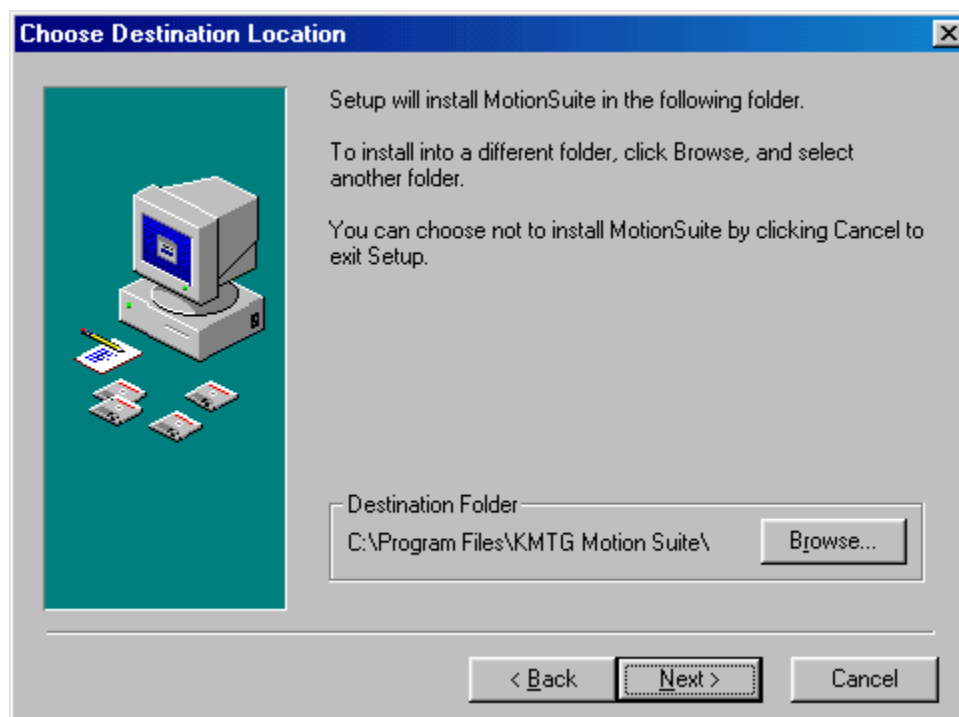 Choose Destination Location
Setup will install MotionSuite in the following folder.
To install into a different folder, click Browse, and select
another folder.
You can choose not to install MotionSuite by clicking Cancel to
exit Setup.
Destination Folder
C:\Program Files\KMTG Motion Suite\
Browse...
< Back
Next >
Cancel